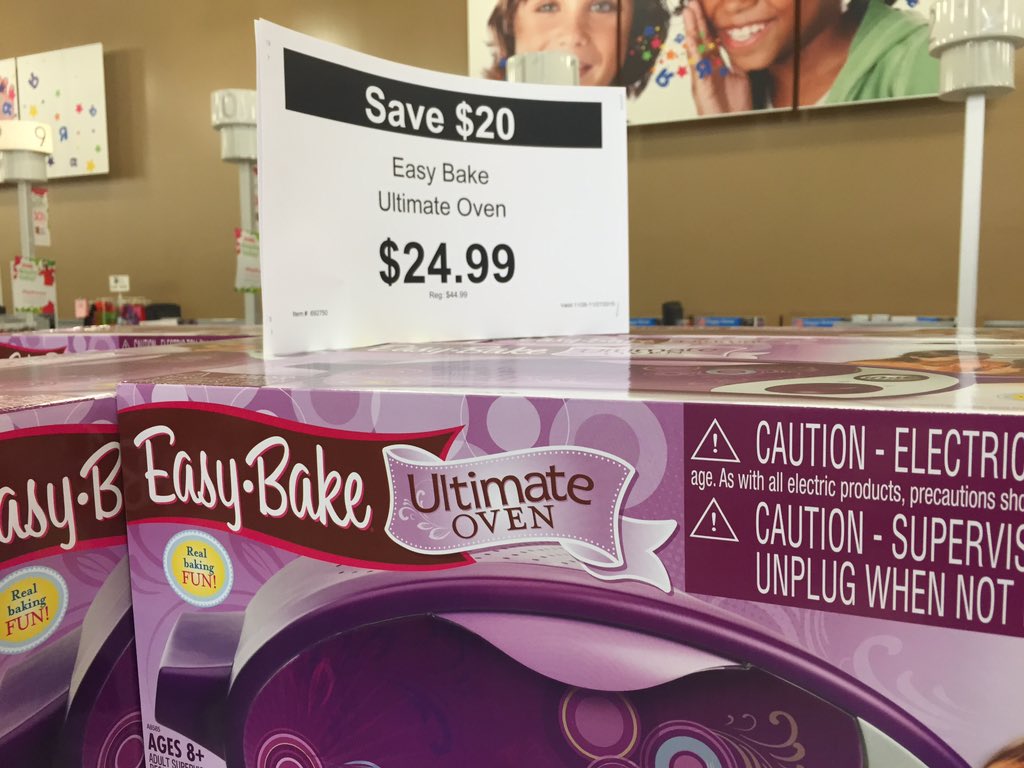 Save $20
Easy Bake
Ultimate Oven
$24.99
Reg: $44.99
Item # 692750
Easy-Bake
Ultimate
OVEN
Real
baking
FUN!
asy-B
Real
baking
FUN!
CAUTION - ELECTRIC
age. As with all electric products, precautions sho
CAUTION - SUPERVIS
UNPLUG WHEN NOT
AGES 8+